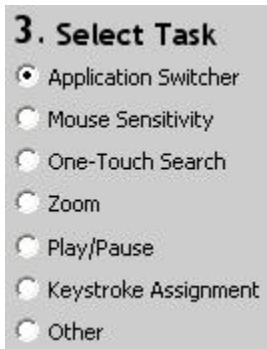 3. Select Task
Application Switcher
Mouse Sensitivity
One-Touch Search
Zoom
Play/Pause
Keystroke Assignment
Other